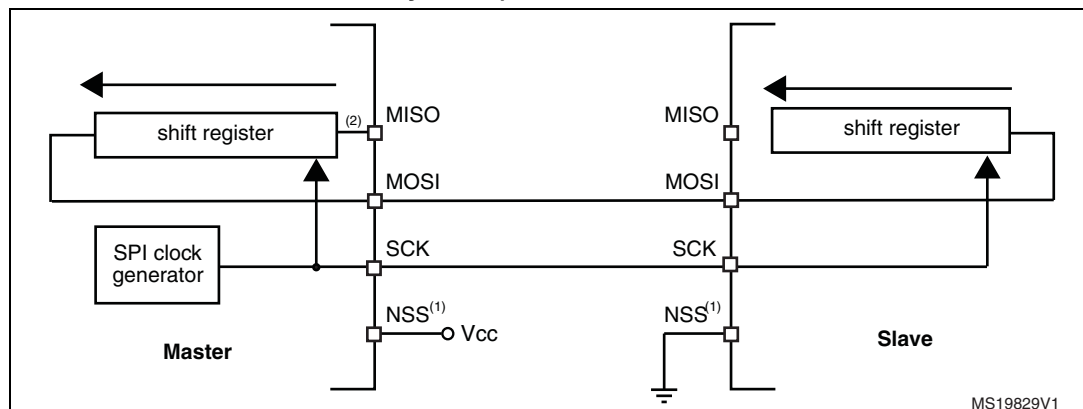 MISO
MISO
shift register
(2)
shift register
MOSI
MOSI
SPI clock
generator
SCK
SCK
NSS(1)
Vcc
NSS(1)
Master
Slave
MS19829V1